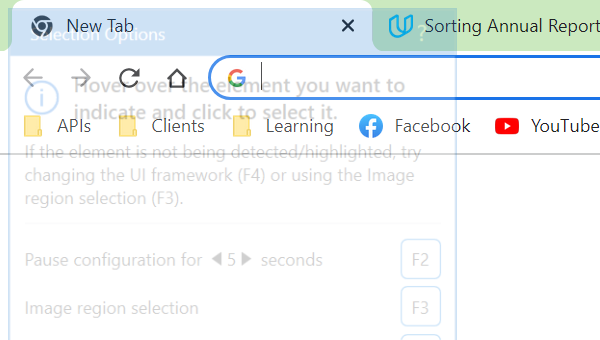 New Tab
Sorting Annual Report
Selection Options
?
Hover over the element you want to
indicate and click to select it.
APIs
Clients
Learning
Facebook
YouTube
If the element is not being detected/highlighted, try
changing the UI framework (F4) or using the Image
region selection (F3).
Pause configuration for 5 seconds
F2
Image region selection
F3